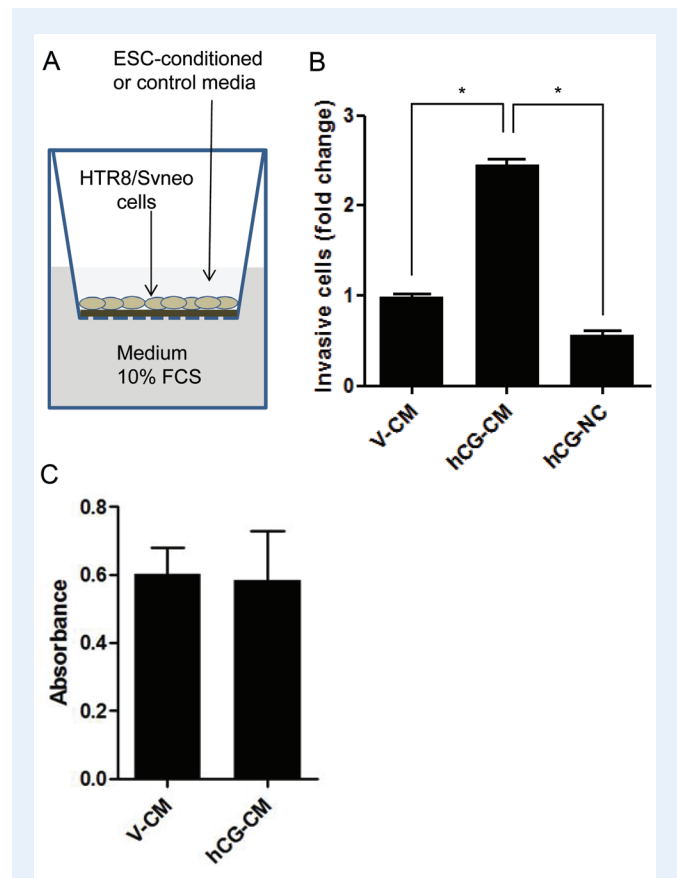 A
ESC-conditioned
or control media
HTR8/Svneo
cells
Medium
10% FCS
B
Invasive cells (fold change)
3
2
1
0
*
*
V-CM
hCG-CM
hCG-NC
C
Absorbance
0.8
0.6
0.4
0.2
0.0
V-CM
hCG-CM